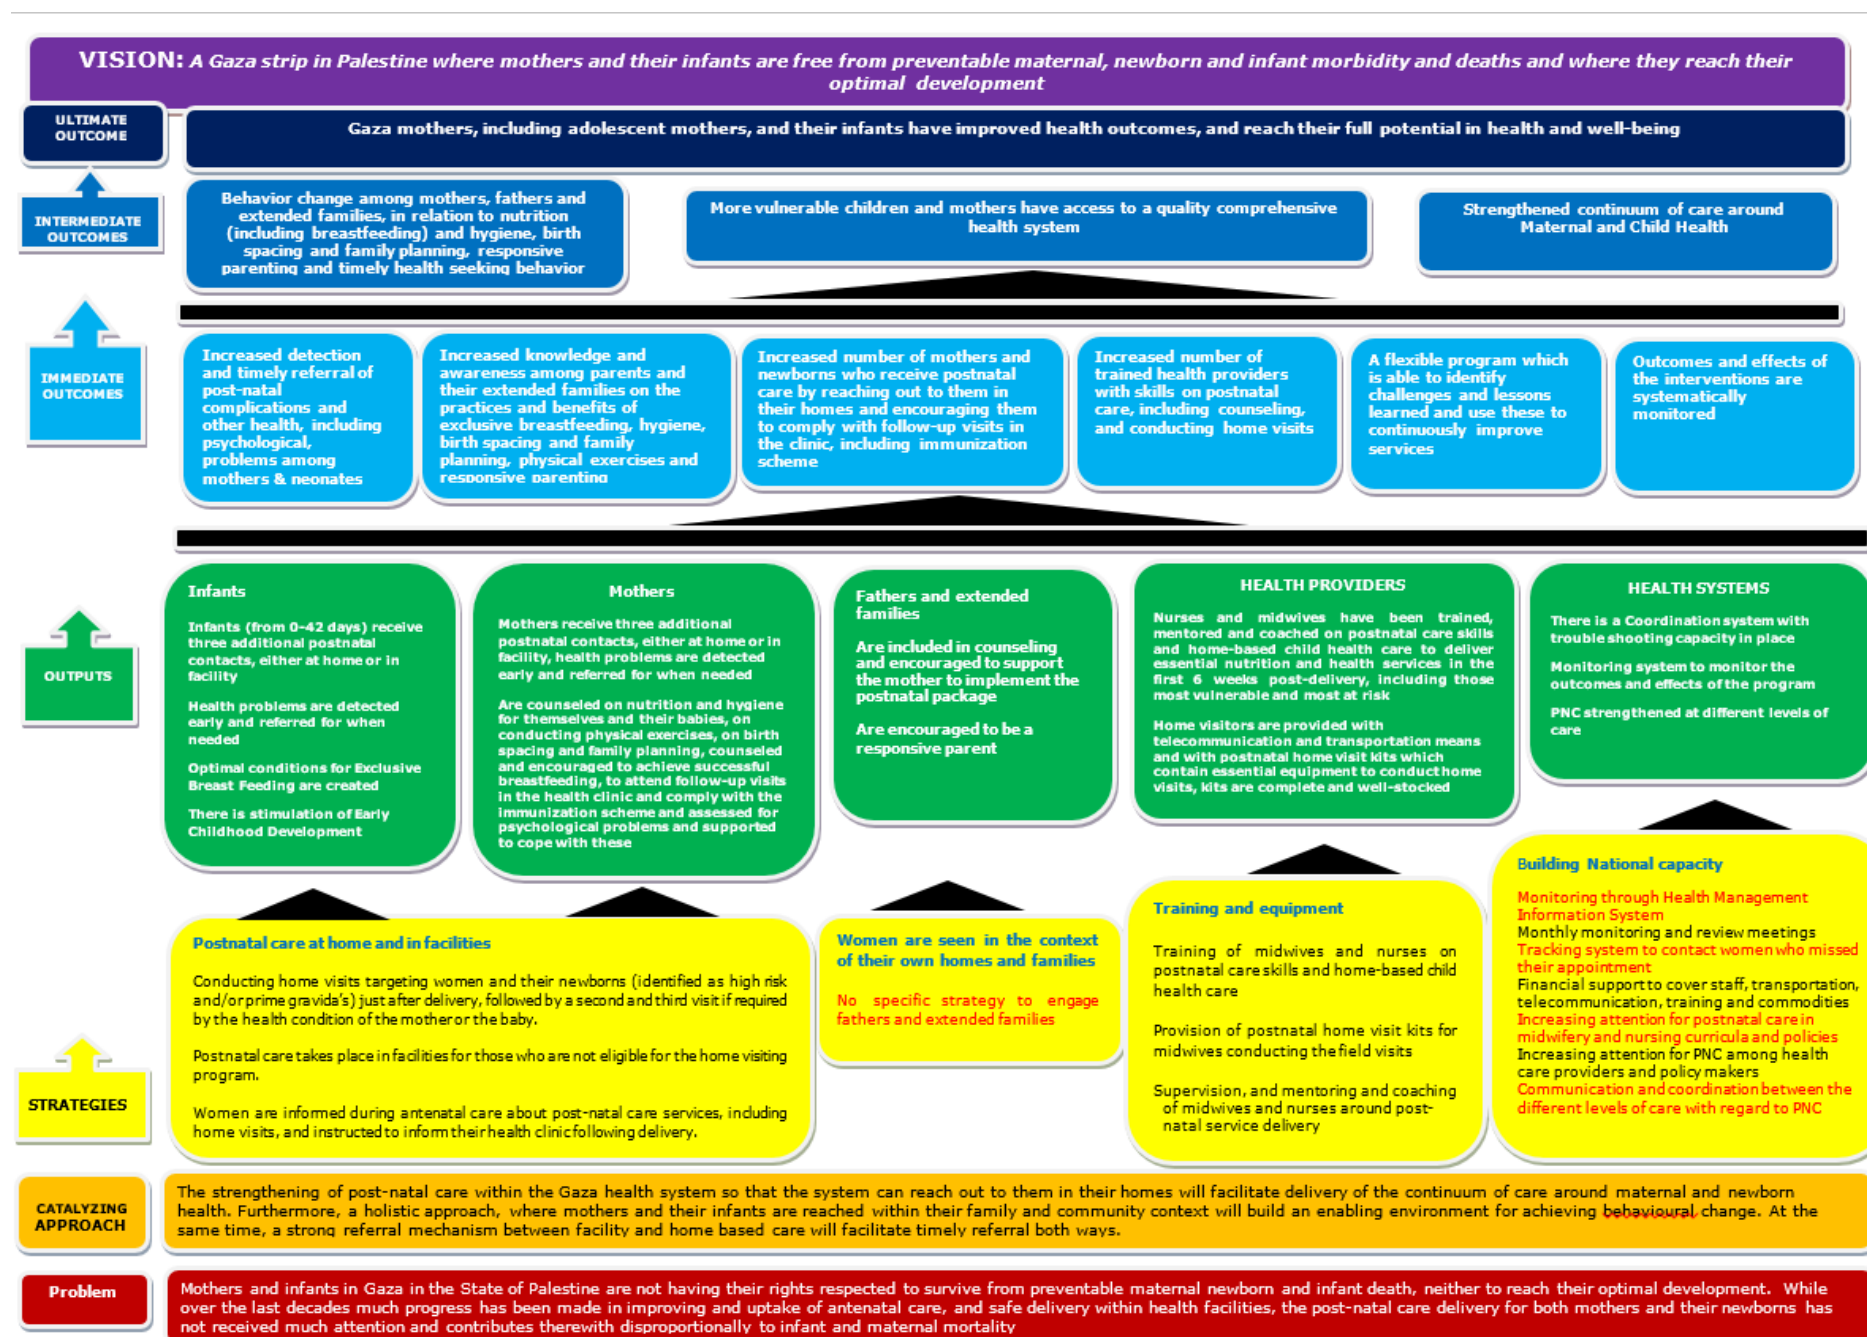 VISION: A Gaza strip in Palestine where mothers and their infants are free from preventable maternal, newborn and infant morbidity and deaths and where they reach their
optimal development
ULTIMATE
OUTCOME
Gaza mothers, including adolescent mothers, and their infants have improved health outcomes, and reach their full potential in health and well-being
INTERMEDIATE
OUTCOMES
Behavior change among mothers, fathers and
extended families, in relation to nutrition
(including breastfeeding) and hygiene, birth
spacing and family planning, responsive
parenting and timely health seeking behavior
More vulnerable children and mothers have access to a quality comprehensive
health system
Strengthened continuum of care around
Maternal and Child Health
IMMEDIATE
OUTCOMES
Increased detection
and timely referral of
post-natal
complications and
other health, including
psychological,
problems among
mothers & neonates
Increased knowledge and
awareness among parents and
their extended families on the
practices and benefits of
exclusive breastfeeding, hygiene,
birth spacing and family
planning, physical exercises and
responsive parenting
Increased number of mothers and
newborns who receive postnatal
care by reaching out to them in
their homes and encouraging them
to comply with follow-up visits in
the clinic, including immunization
scheme
Increased number of
trained health providers
with skills on postnatal
care, including counseling,
and conducting home visits
A flexible program which
is able to identify
challenges and lessons
learned and use these to
continuously improve
services
Outcomes and effects of
the interventions are
systematically
monitored
OUTPUTS
Infants
Infants (from 0-42 days) receive
three additional postnatal
contacts, either at home or in
facility
Health problems are detected
early and referred for when
needed
Optimal conditions for Exclusive
Breast Feeding are created
There is stimulation of Early
Childhood Development
Mothers
Mothers receive three additional
postnatal contacts, either at home or in
facility, health problems are detected
early and referred for when needed
Are counseled on nutrition and hygiene
for themselves and their babies, on
conducting physical exercises, on birth
spacing and family planning, counseled
and encouraged to achieve successful
breastfeeding, to attend follow-up visits
in the health clinic and comply with the
immunization scheme and assessed for
psychological problems and supported
to cope with these
Fathers and extended
families
Are included in counseling
and encouraged to support
the mother to implement the
postnatal package
Are encouraged to be a
responsive parent
HEALTH PROVIDERS
Nurses and midwives have been trained,
mentored and coached on postnatal care skills
and home-based child health care to deliver
essential nutrition and health services in the
first 6 weeks post-delivery, including those
most vulnerable and most at risk
Home visitors are provided with
telecommunication and transportation means
and with postnatal home visit kits which
contain essential equipment to conduct home
visits, kits are complete and well-stocked
HEALTH SYSTEMS
There is a Coordination system with
trouble shooting capacity in place
Monitoring system to monitor the
outcomes and effects of the program
PNC strengthened at different levels of
care
STRATEGIES
Postnatal care at home and in facilities
Conducting home visits targeting women and their newborns (identified as high risk
and/or prime gravida's) just after delivery, followed by a second and third visit if required
by the health condition of the mother or the baby.
Postnatal care takes place in facilities for those who are not eligible for the home visiting
program.
Women are informed during antenatal care about post-natal care services, including
home visits, and instructed to inform their health clinic following delivery.
Women are seen in the context
of their own homes and families
No specific strategy to engage
fathers and extended families
Training and equipment
Training of midwives and nurses on
postnatal care skills and home-based child
health care
Provision of postnatal home visit kits for
midwives conducting the field visits
Supervision, and mentoring and coaching
of midwives and nurses around post-
natal service delivery
Building National capacity
Monitoring through Health Management
Information System
Monthly monitoring and review meetings
Tracking system to contact women who missed
their appointment
Financial support to cover staff, transportation,
telecommunication, training and commodities
Increasing attention for postnatal care in
midwifery and nursing curricula and policies
Increasing attention for PNC among health
care providers and policy makers
Communication and coordination between the
different levels of care with regard to PNC
CATALYZING
APPROACH
The strengthening of post-natal care within the Gaza health system so that the system can reach out to them in their homes will facilitate delivery of the continuum of care around maternal and newborn
health. Furthermore, a holistic approach, where mothers and their infants are reached within their family and community context will build an enabling environment for achieving behavioural change. At the
same time, a strong referral mechanism between facility and home based care will facilitate timely referral both ways.
Problem
Mothers and infants in Gaza in the State of Palestine are not having their rights respected to survive from preventable maternal newborn and infant death, neither to reach their optimal development. While
over the last decades much progress has been made in improving and uptake of antenatal care, and safe delivery within health facilities, the post-natal care delivery for both mothers and their newborns has
not received much attention and contributes therewith disproportionally to infant and maternal mortality